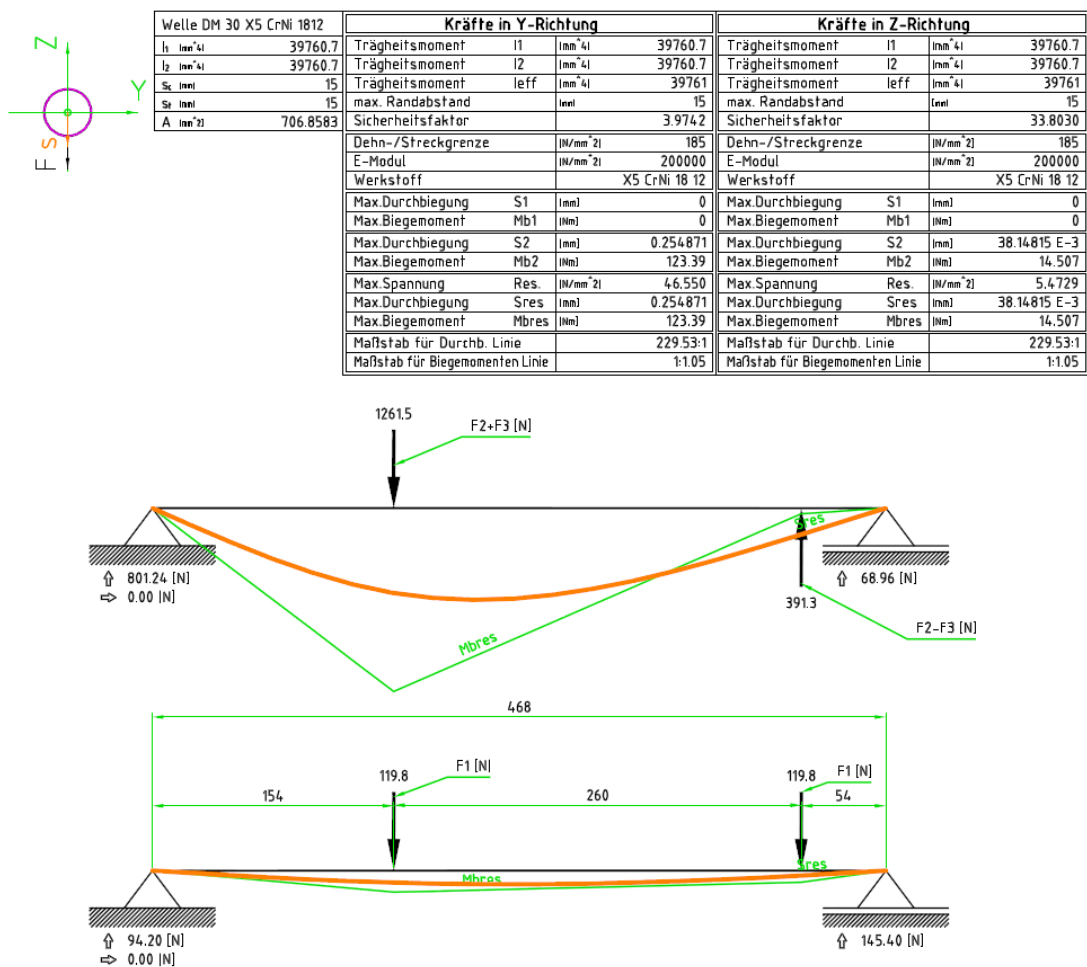 Z
Y
S
F
Welle DM 30 X5 CrNi 1812
I1 [mm^4] 39760.7
I2 [mm^4] 39760.7
Sc [mm] 15
St [mm] 15
A [mm^2] 706.8583
Kräfte in Y-Richtung
Trägheitsmoment I1 [mm^4] 39760.7
Trägheitsmoment I2 [mm^4] 39760.7
Trägheitsmoment Ieff [mm^4] 39761
max. Randabstand [mm] 15
Sicherheitsfaktor 3.9742
Dehn-/Streckgrenze [N/mm^2] 185
E-Modul [N/mm^2] 200000
Werkstoff X5 CrNi 18 12
Max.Durchbiegung S1 [mm] 0
Max.Biegemoment Mb1 [Nm] 0
Max.Durchbiegung S2 [mm] 0.254871
Max.Biegemoment Mb2 [Nm] 123.39
Max.Spannung Res. [N/mm^2] 46.550
Max.Durchbiegung Sres [mm] 0.254871
Max.Biegemoment Mbres [Nm] 123.39
Maßstab für Durchb. Linie 229.53:1
Maßstab für Biegemomenten Linie 1:1.05
Kräfte in Z-Richtung
Trägheitsmoment I1 [mm^4] 39760.7
Trägheitsmoment I2 [mm^4] 39760.7
Trägheitsmoment Ieff [mm^4] 39761
max. Randabstand [mm] 15
Sicherheitsfaktor 33.8030
Dehn-/Streckgrenze [N/mm^2] 185
E-Modul [N/mm^2] 200000
Werkstoff X5 CrNi 18 12
Max.Durchbiegung S1 [mm] 0
Max.Biegemoment Mb1 [Nm] 0
Max.Durchbiegung S2 [mm] 38.14815 E-3
Max.Biegemoment Mb2 [Nm] 14.507
Max.Spannung Res. [N/mm^2] 5.4729
Max.Durchbiegung Sres [mm] 38.14815 E-3
Max.Biegemoment Mbres [Nm] 14.507
Maßstab für Durchb. Linie 229.53:1
Maßstab für Biegemomenten Linie 1:1.05
1261.5
F2+F3 [N]
Sres
801.24 [N]
0.00 [N]
68.96 [N]
391.3
F2-F3 [N]
Mbres
468
119.8
F1 [N]
119.8
F1 [N]
154
260
54
Sres
Mbres
94.20 [N]
0.00 [N]
145.40 [N]